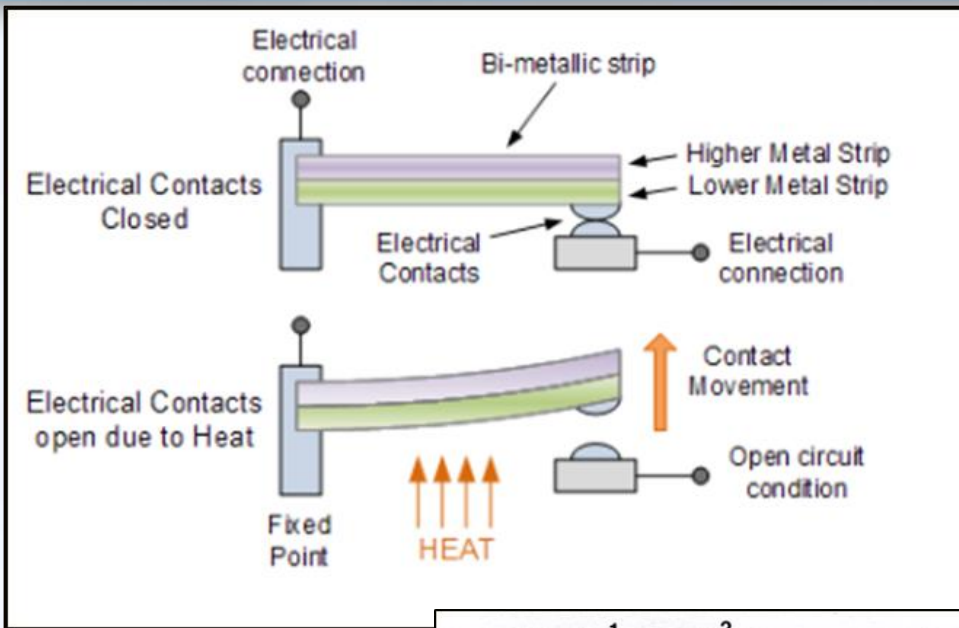 Electrical
connection
Bi-metallic strip
Higher Metal Strip
Lower Metal Strip
Electrical Contacts
Closed
Electrical
Contacts
Electrical
connection
Electrical Contacts
open due to Heat
Contact
Movement
Open circuit
condition
Fixed
Point
HEAT